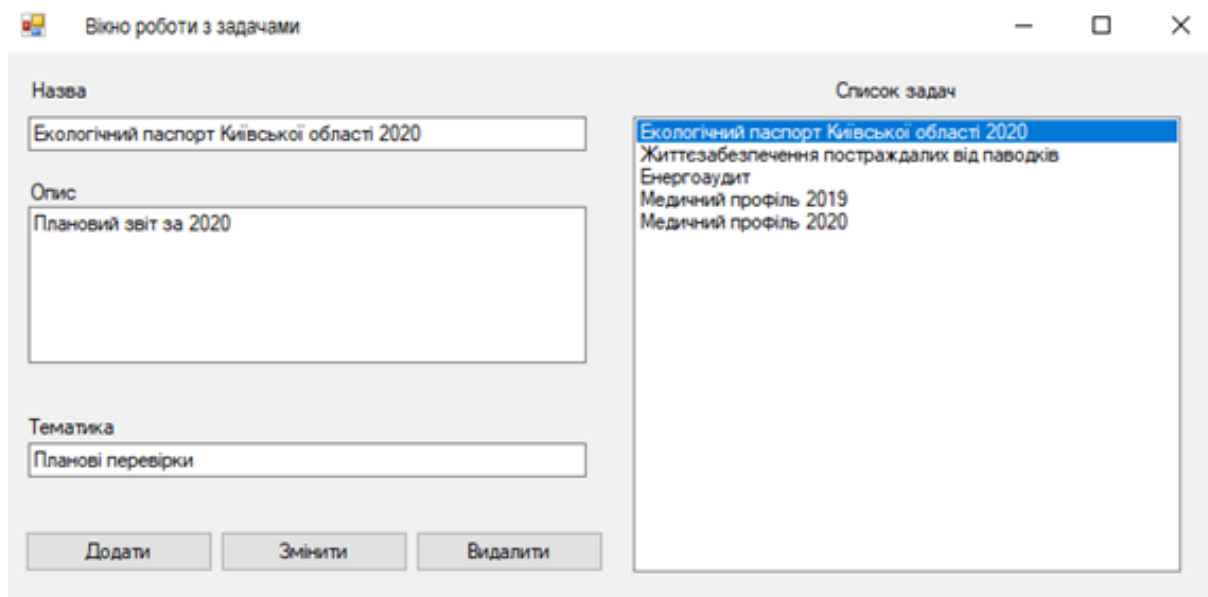 Вікно роботи з задачами
Назва
Екологічний паспорт Київської області 2020
Опис
Плановий звіт за 2020
Тематика
Планові перевірки
Додати
Змінити
Видалити
Список задач
Екологічний паспорт Київської області 2020
Життєзабезпечення постраждалих від паводків
Енергоаудит
Медичний профіль 2019
Медичний профіль 2020